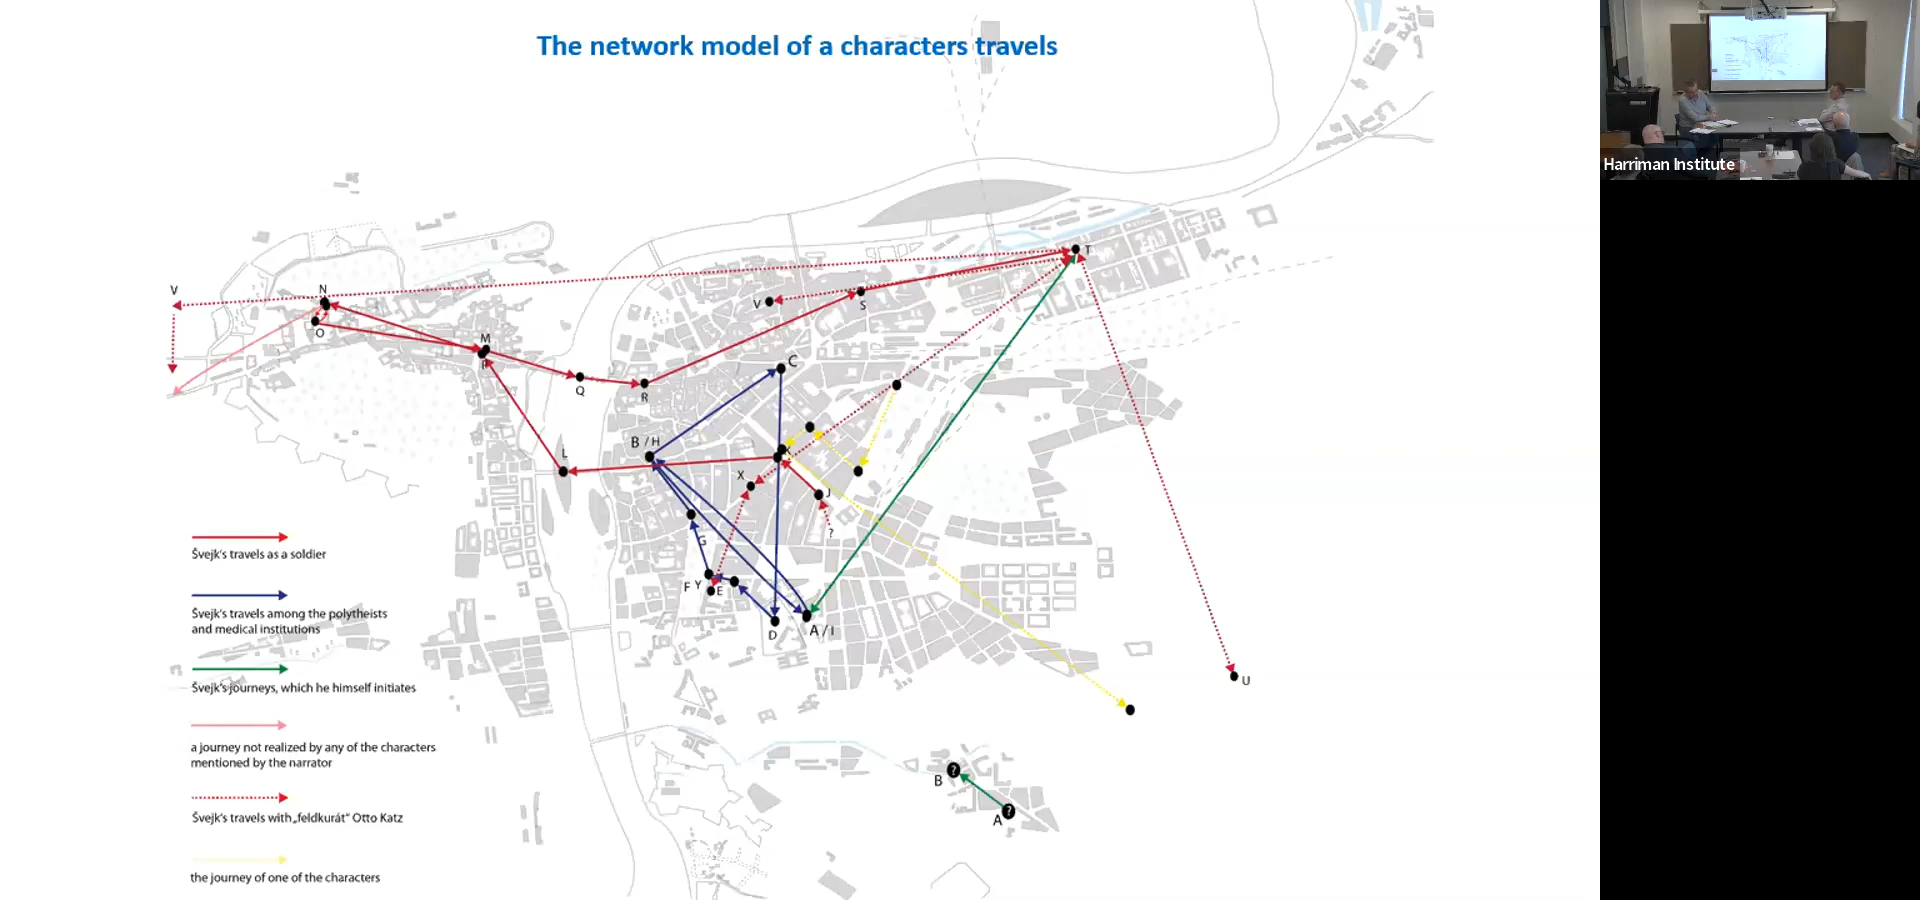 The network model of a characters travels
Harriman Institute
T
V
N
V
S
O
M
P
C
Q
R
B / H
L
K
X
J
?
G
F Y E
D
A / I
U
?
B
?
A
Švejk's travels as a soldier
Švejk's travels among the polytheists
and medical institutions
Švejk's journeys, which he himself initiates
a journey not realized by any of the characters
mentioned by the narrator
Švejk's travels with „feldkurát“ Otto Katz
the journey of one of the characters